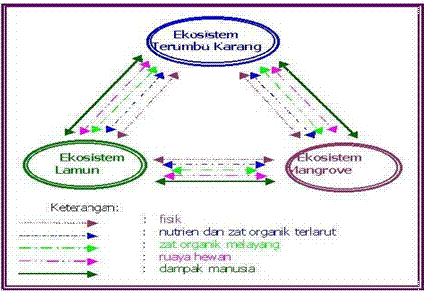 Ekosistem
Terumbu Karang
Ekosistem
Lamun
Ekosistem
Mangrove
Keterangan:
: fisik
: nutrien dan zat organik terlarut
: zat organik melayang
: ruaya hewan
: dampak manusia